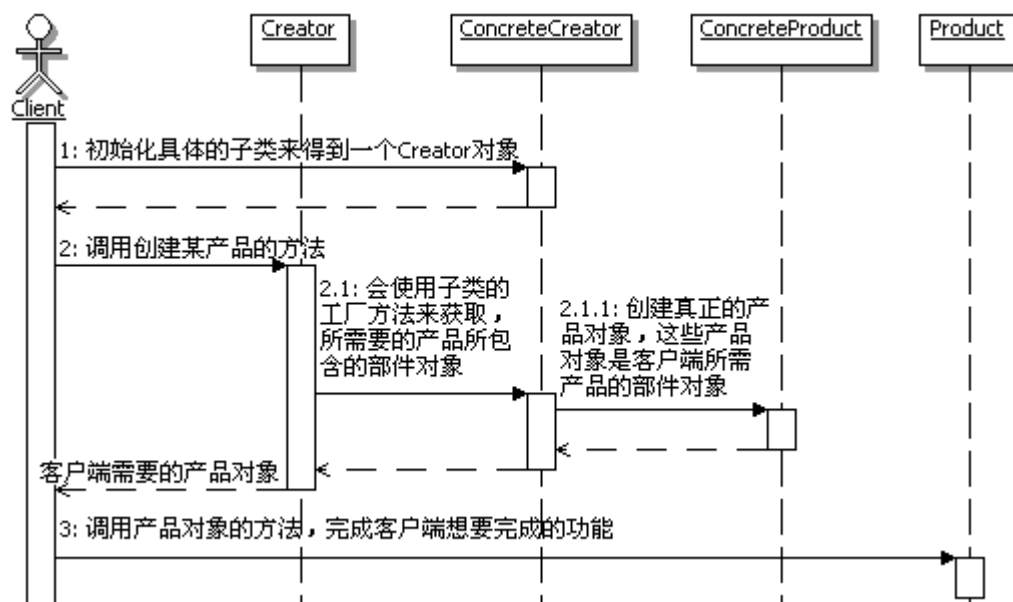 Creator
ConcreteCreator
ConcreteProduct
Product
Client
1: 初始化具体的子类来得到一个Creator对象
2: 调用创建某产品的方法
2.1: 会使用子类的
工厂方法来获取，
所需要的产品所包
含的部件对象
2.1.1: 创建真正的产
品对象，这些产品
对象是客户端所需
产品的部件对象
客户端需要的产品对象
3: 调用产品对象的方法，完成客户端想要完成的功能